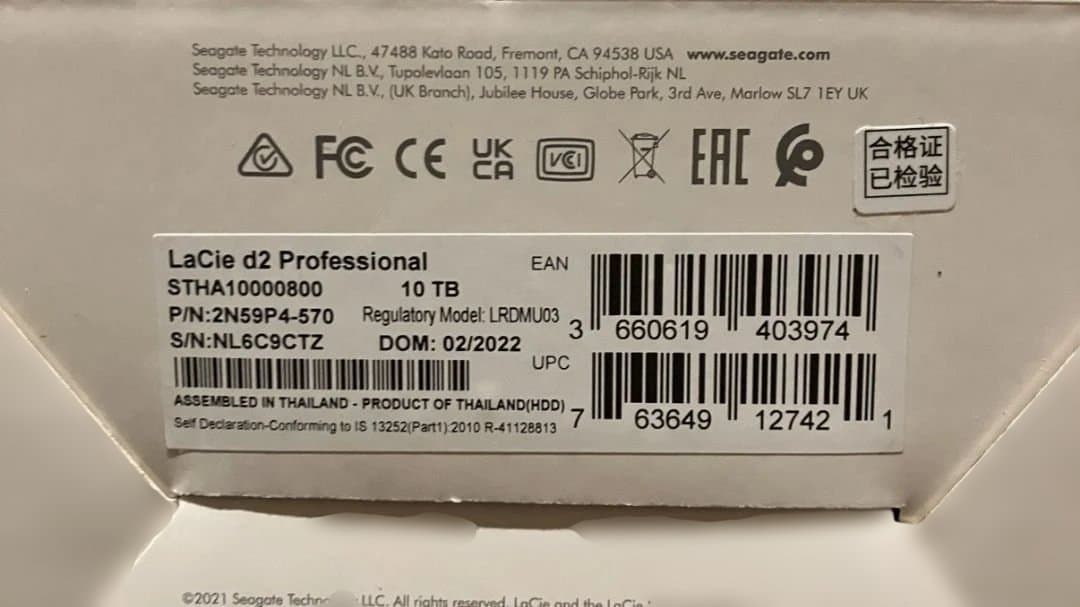 Seagate Technology LLC., 47488 Kato Road, Fremont, CA 94538 USA www.seagate.com
Seagate Technology NL B.V., Tupolevlaan 105, 1119 PA Schiphol-Rijk NL
Seagate Technology NL B.V., (UK Branch), Jubilee House, Globe Park, 3rd Ave, Marlow SL7 1EY UK
FC CE UK CA VCI EAC
合格证
已检验
LaCie d2 Professional
STHA10000800 10 TB
P/N:2N59P4-570 Regulatory Model: LRDMU03
S/N:NL6C9CTZ DOM: 02/2022
ASSEMBLED IN THAILAND - PRODUCT OF THAILAND(HDD)
Self Declaration-Conforming to IS 13252(Part1):2010 R-41128813
EAN
3 660619 403974
UPC
7 63649 12742 1
©2021 Seagate LLC. All rights reserved. LaCie and the LaCie